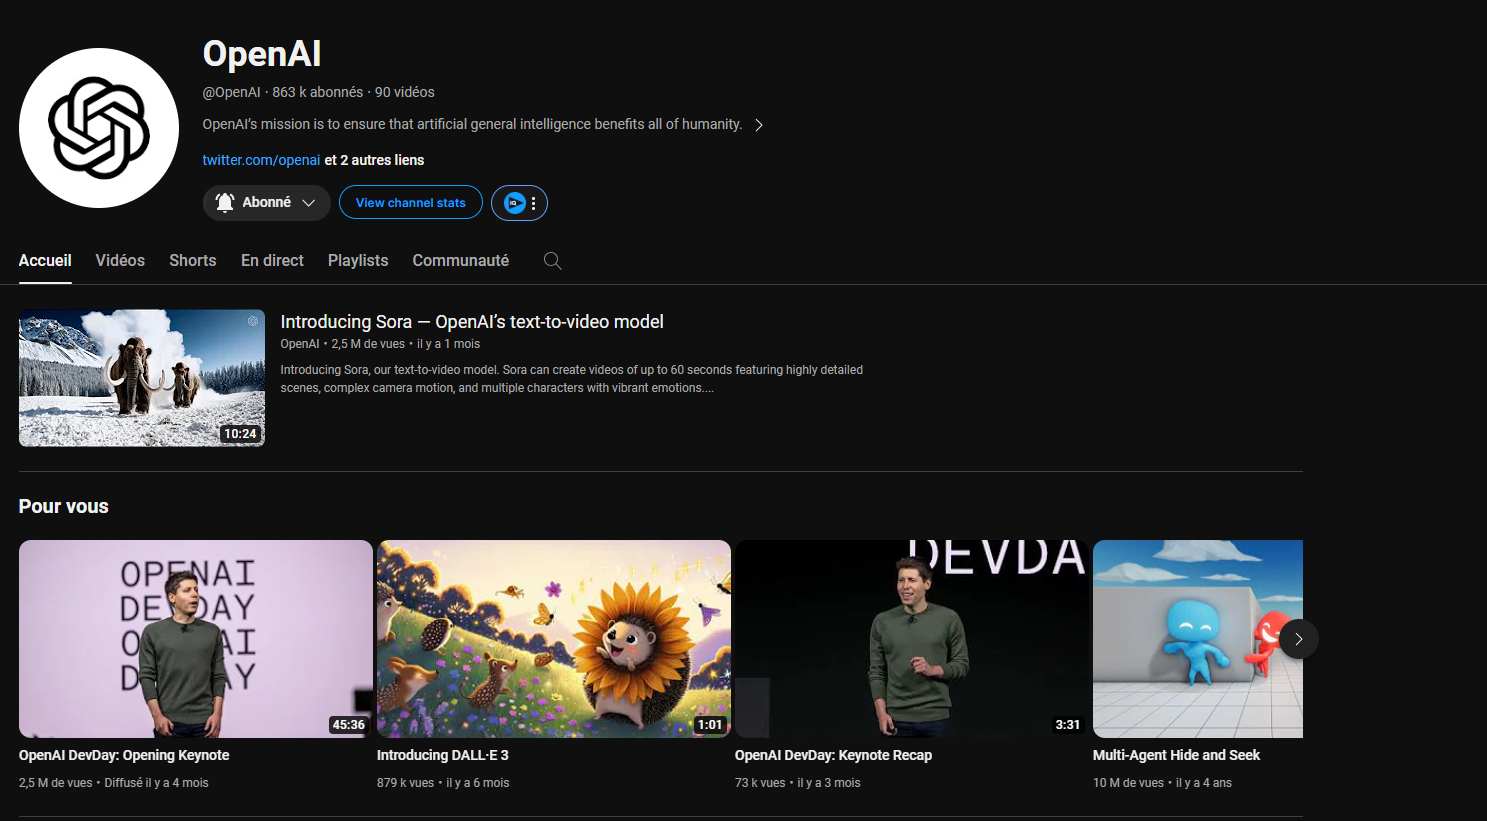 OpenAI
@OpenAI · 863 k abonnés · 90 vidéos
OpenAI’s mission is to ensure that artificial general intelligence benefits all of humanity.
twitter.com/openai et 2 autres liens
Abonné
View channel stats
IQ
Accueil
Vidéos
Shorts
En direct
Playlists
Communauté
10:24
Introducing Sora — OpenAI’s text-to-video model
OpenAI • 2,5 M de vues • il y a 1 mois
Introducing Sora, our text-to-video model. Sora can create videos of up to 60 seconds featuring highly detailed
scenes, complex camera motion, and multiple characters with vibrant emotions....
Pour vous
OPENAI
DEVDAY
45:36
OpenAI DevDay: Opening Keynote
2,5 M de vues • Diffusé il y a 4 mois
1:01
Introducing DALL·E 3
879 k vues • il y a 6 mois
DEVDA
3:31
OpenAI DevDay: Keynote Recap
73 k vues • il y a 3 mois
Multi-Agent Hide and Seek
10 M de vues • il y a 4 ans